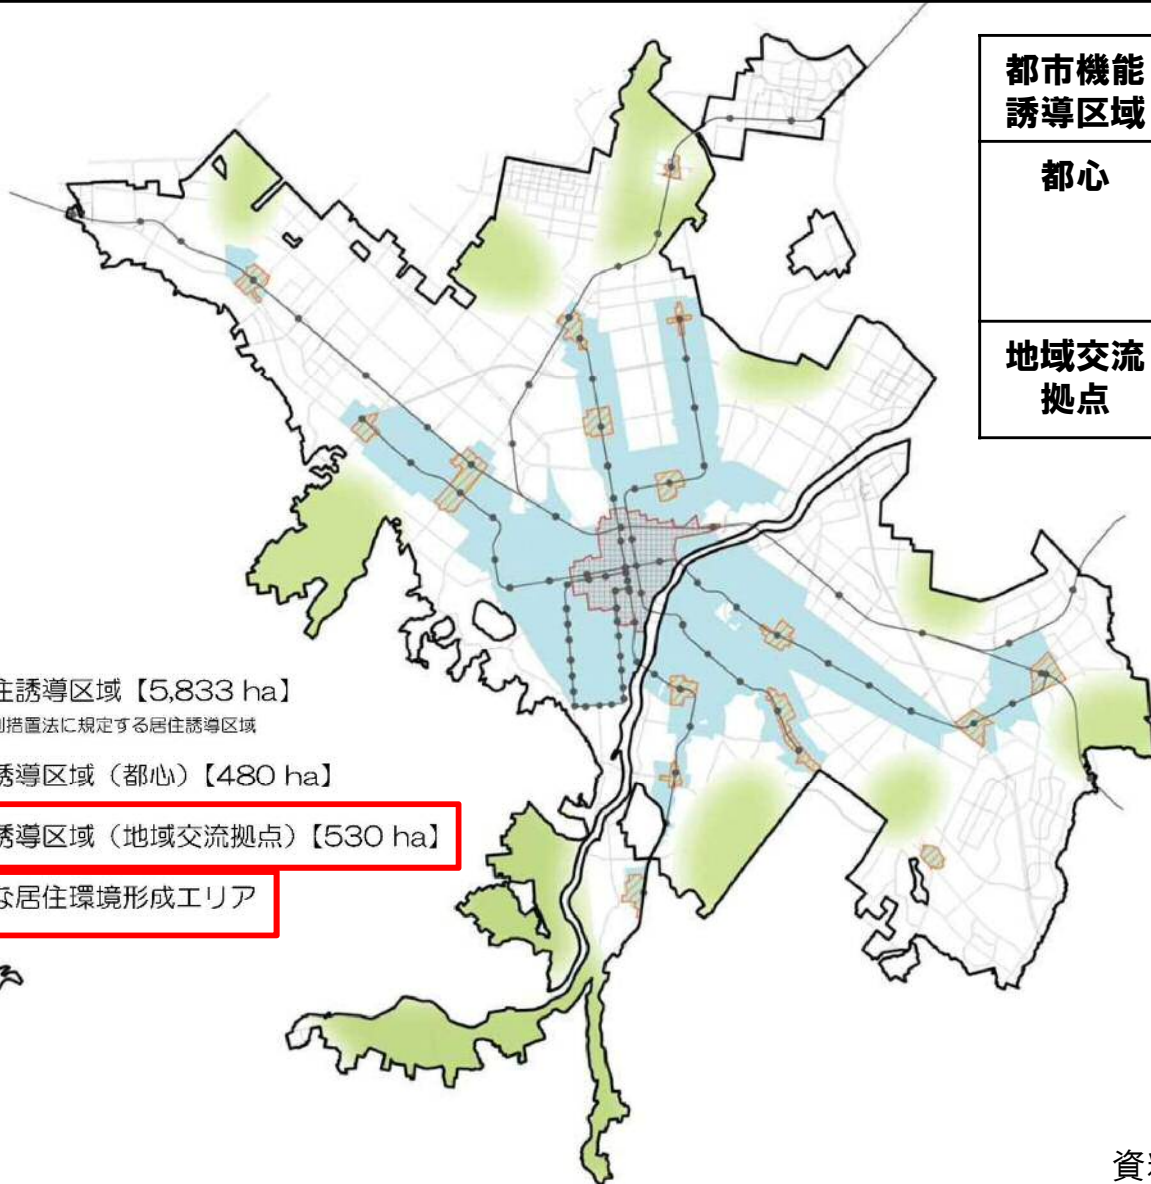 都市機能
誘導区域
都心
地域交流
拠点
住誘導区域【5,833 ha】
別措置法に規定する居住誘導区域
誘導区域（都心）【480 ha】
誘導区域（地域交流拠点）【530 ha】
な居住環境形成エリア
資料